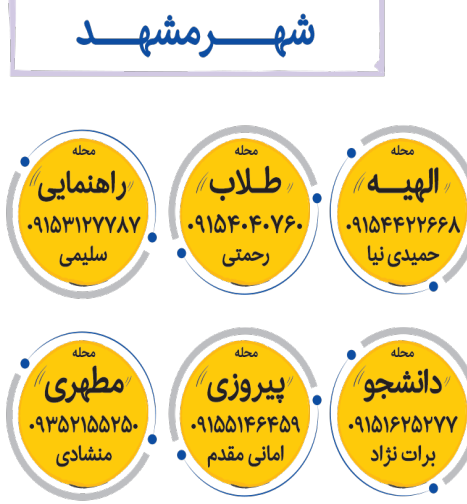 شهر مشهد
محله
الهیه
۰۹۱۵۴۴۲۲۶۶۸
حمیدی نیا
محله
طلاب
۰۹۱۵۴۰۴۰۷۶۰
رحمتی
محله
راهنمایی
۰۹۱۵۳۱۲۷۷۸۷
سلیمی
محله
دانشجو
۰۹۱۵۱۶۲۵۲۷۷
برات نژاد
محله
پیروزی
۰۹۱۵۵۱۴۶۴۵۹
امانی مقدم
محله
مطهری
۰۹۳۵۲۱۵۵۲۵۰
منشادی